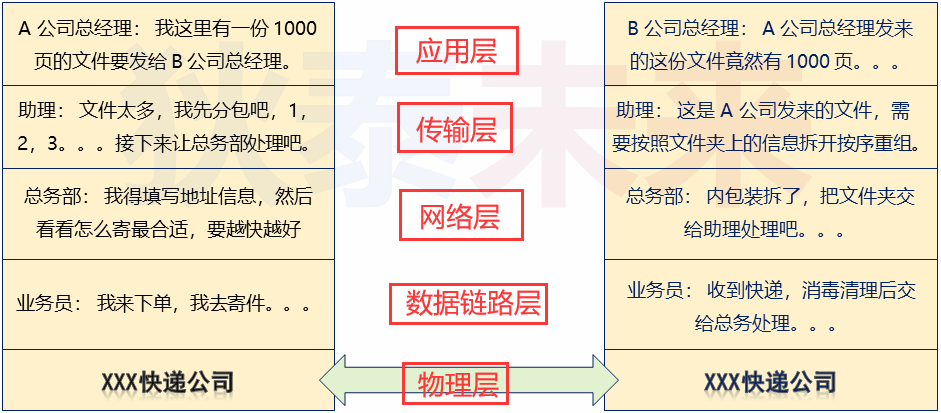 A 公司总经理： 我这里有一份 1000
页的文件要发给 B 公司总经理。
应用层
B 公司总经理： A 公司总经理发来
的这份文件竟然有 1000 页。。。
助理： 文件太多，我先分包吧，1，
2，3。。。接下来让总务部处理吧。
传输层
助理： 这是 A 公司发来的文件，需
要按照文件夹上的信息拆开按序重组。
总务部： 我得填写地址信息，然后
看看怎么寄最合适，要越快越好
网络层
总务部： 内包装拆了，把文件夹交
给助理处理吧。。。
业务员： 我来下单，我去寄件。。。
数据链路层
业务员： 收到快递，消毒清理后交
给总务处理。。。
XXX快递公司
物理层
XXX快递公司
狄泰未来